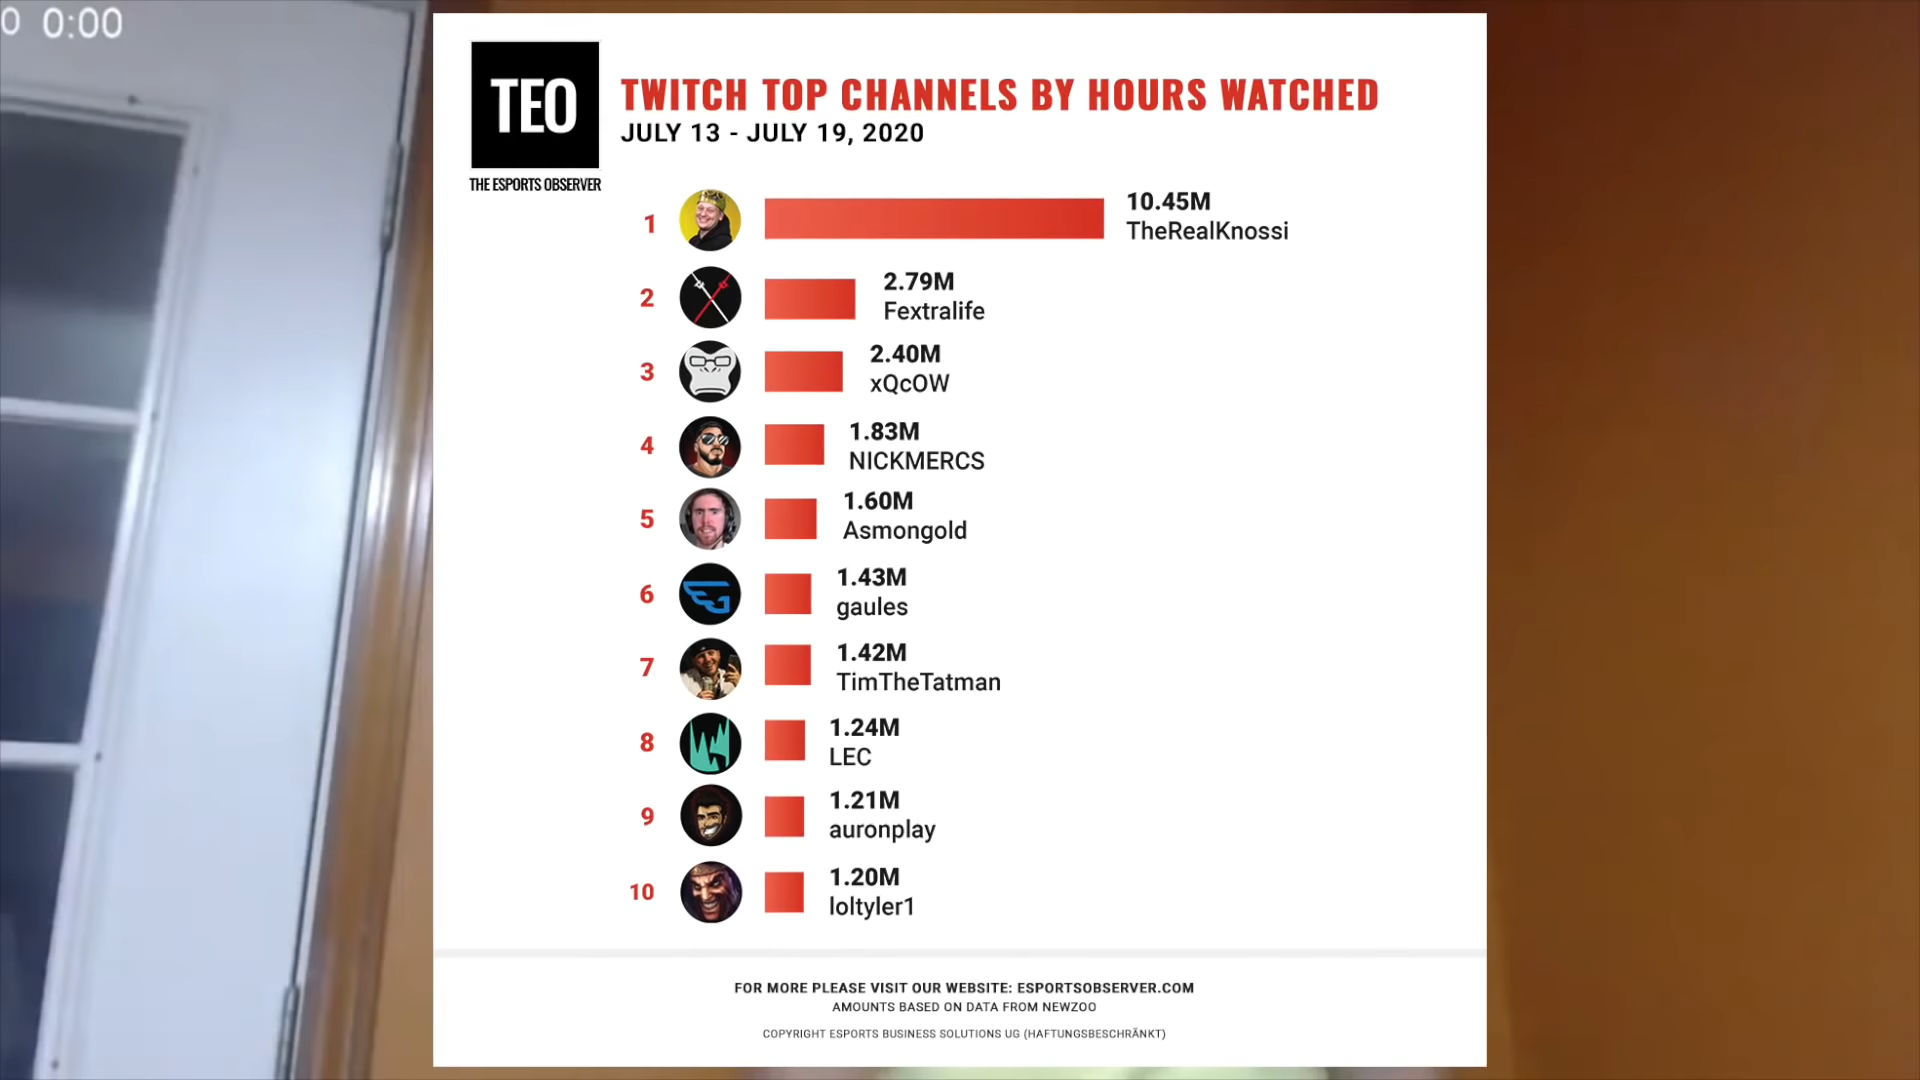 0 0:00
TEO
THE ESPORTS OBSERVER
TWITCH TOP CHANNELS BY HOURS WATCHED
JULY 13 - JULY 19, 2020
1
10.45M
TheRealKnossi
2
2.79M
Fextralife
3
2.40M
xQcOW
4
1.83M
NICKMERCS
5
1.60M
Asmongold
6
1.43M
gaules
7
1.42M
TimTheTatman
8
1.24M
LEC
9
1.21M
auronplay
10
1.20M
loltyler1
FOR MORE PLEASE VISIT OUR WEBSITE: ESPORTSOBSERVER.COM
AMOUNTS BASED ON DATA FROM NEWZOO
COPYRIGHT ESPORTS BUSINESS SOLUTIONS UG (HAFTUNGSBESCHRÄNKT)